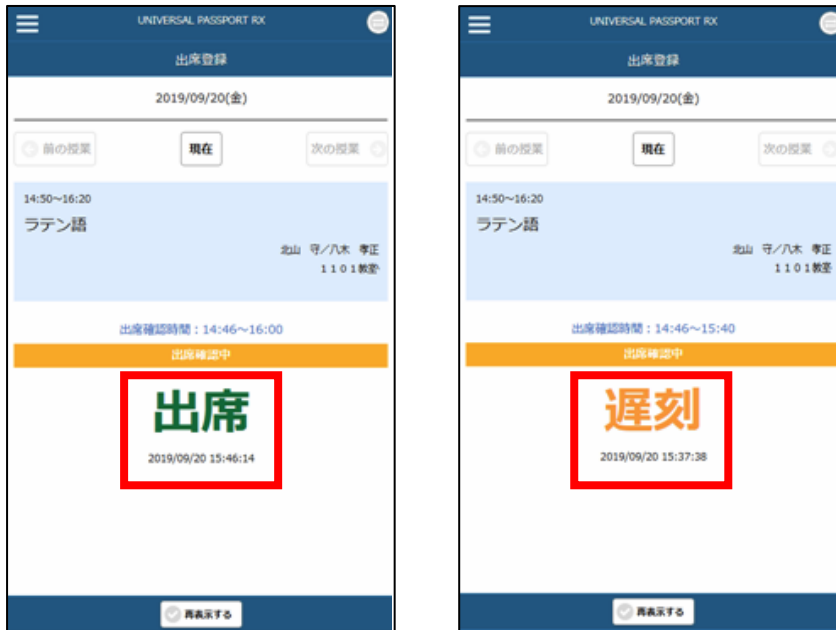 UNIVERSAL PASSPORT RX
出席登録
2019/09/20(金)
前の授業 現在 次の授業
14:50～16:20
ラテン語
北山 守／八木 孝正
1101教室
出席確認時間：14:46～16:00
出席確認中
出席
2019/09/20 15:46:14
再表示する
UNIVERSAL PASSPORT RX
出席登録
2019/09/20(金)
前の授業 現在 次の授業
14:50～16:20
ラテン語
北山 守／八木 孝正
1101教室
出席確認時間：14:46～15:40
出席確認中
遅刻
2019/09/20 15:37:38
再表示する